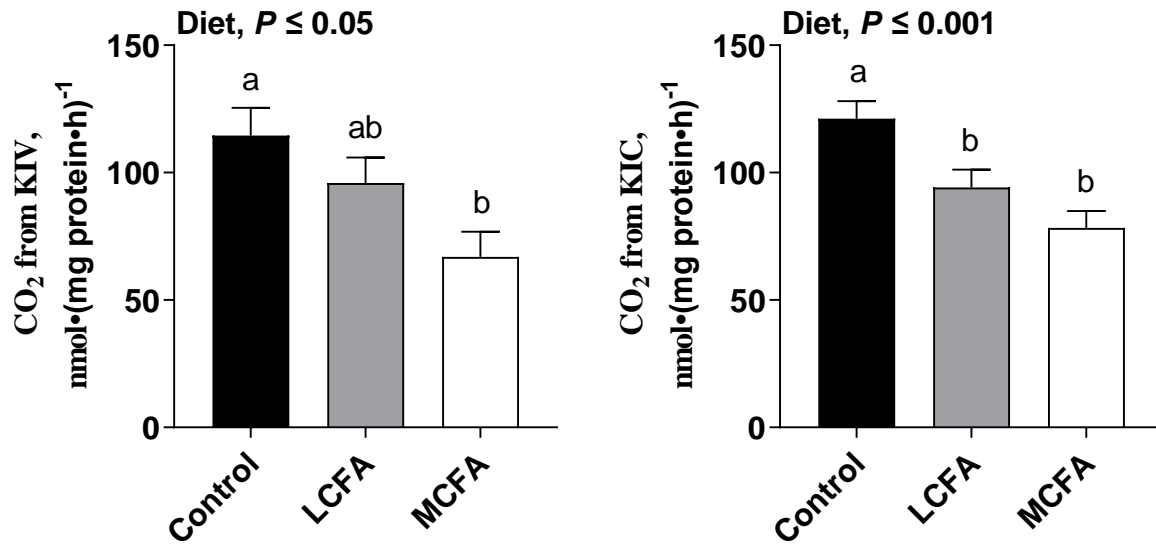 Diet, P ≤ 0.05
CO₂ from KIV,
nmol•(mg protein•h)⁻¹
150
100
50
0
a
ab
b
Control
LCFA
MCFA
Diet, P ≤ 0.001
CO₂ from KIC,
nmol•(mg protein•h)⁻¹
150
100
50
0
a
b
b
Control
LCFA
MCFA